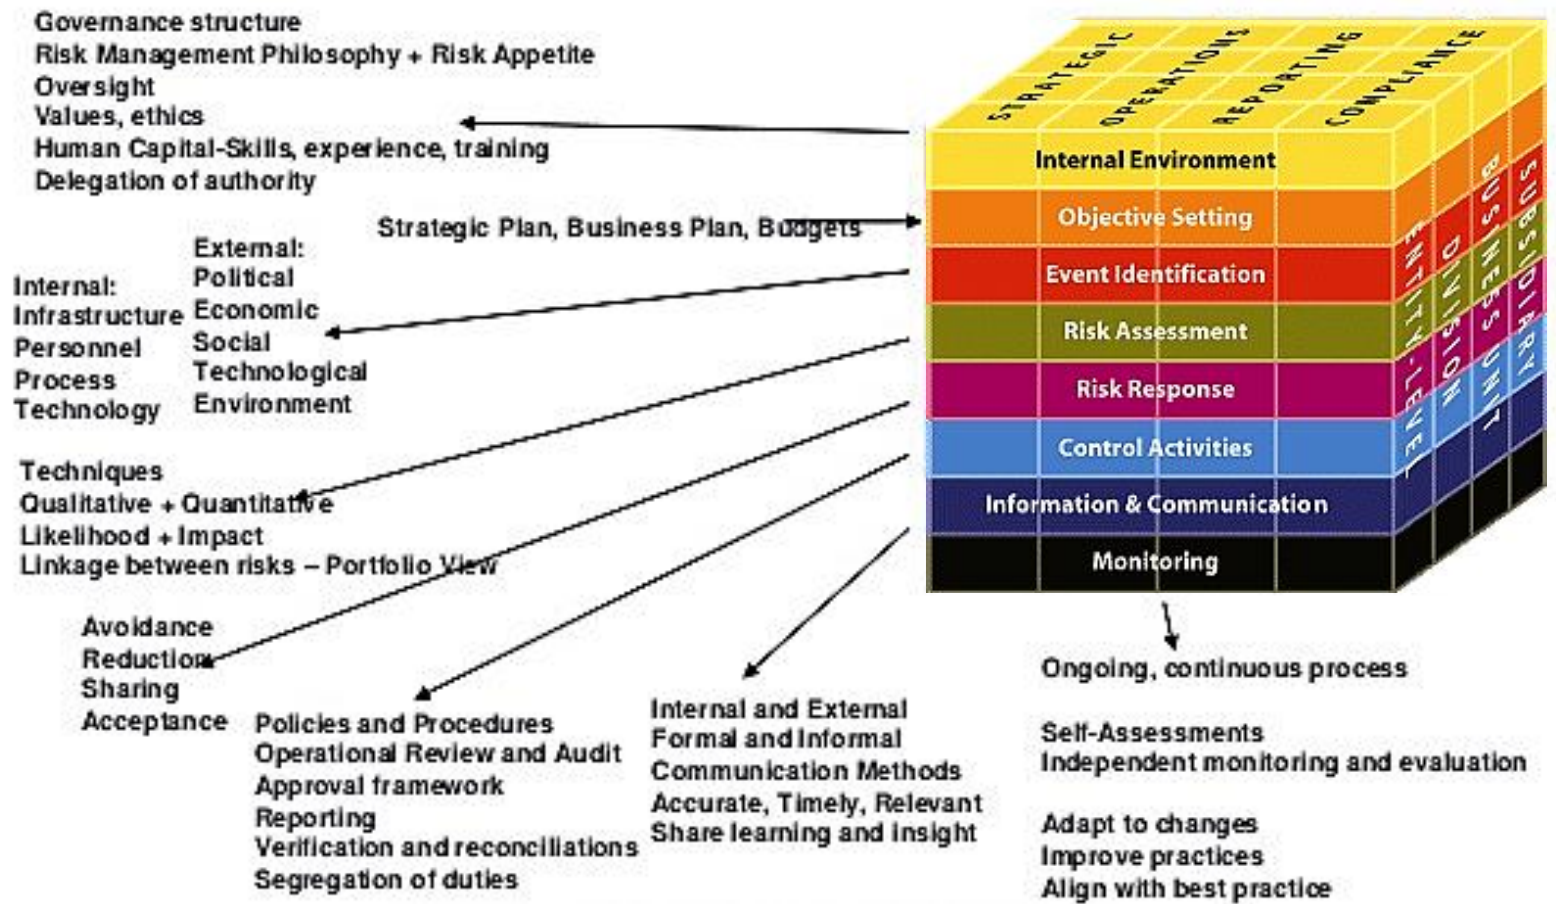 Governance structure
Risk Management Philosophy + Risk Appetite
Oversight
Values, ethics
Human Capital-Skills, experience, training
Delegation of authority
Strategic Plan, Business Plan, Budgets
Internal:
Infrastructure
Personnel
Process
Technology
External:
Political
Economic
Social
Technological
Environment
Techniques
Qualitative + Quantitative
Likelihood + Impact
Linkage between risks – Portfolio View
Avoidance
Reduction
Sharing
Acceptance
Policies and Procedures
Operational Review and Audit
Approval framework
Reporting
Verification and reconciliations
Segregation of duties
Internal and External
Formal and Informal
Communication Methods
Accurate, Timely, Relevant
Share learning and insight
Ongoing, continuous process
Self-Assessments
Independent monitoring and evaluation
Adapt to changes
Improve practices
Align with best practice
STRATEGIC
OPERATIONS
REPORTING
COMPLIANCE
Internal Environment
Objective Setting
Event Identification
Risk Assessment
Risk Response
Control Activities
Information & Communication
Monitoring
ENTITY-LEVEL
DIVISION
BUSINESS UNIT
SUBSIDIARY